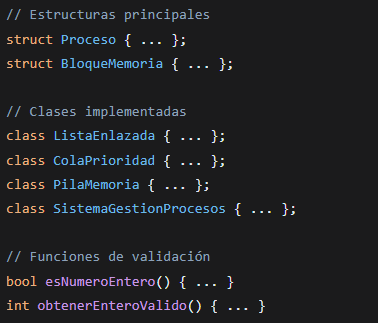 // Estructuras principales
struct Proceso { ... };
struct BloqueMemoria { ... };
// Clases implementadas
class ListaEnlazada { ... };
class ColaPrioridad { ... };
class PilaMemoria { ... };
class SistemaGestionProcesos { ... };
// Funciones de validación
bool esNumeroEntero() { ... }
int obtenerEnteroValido() { ... }